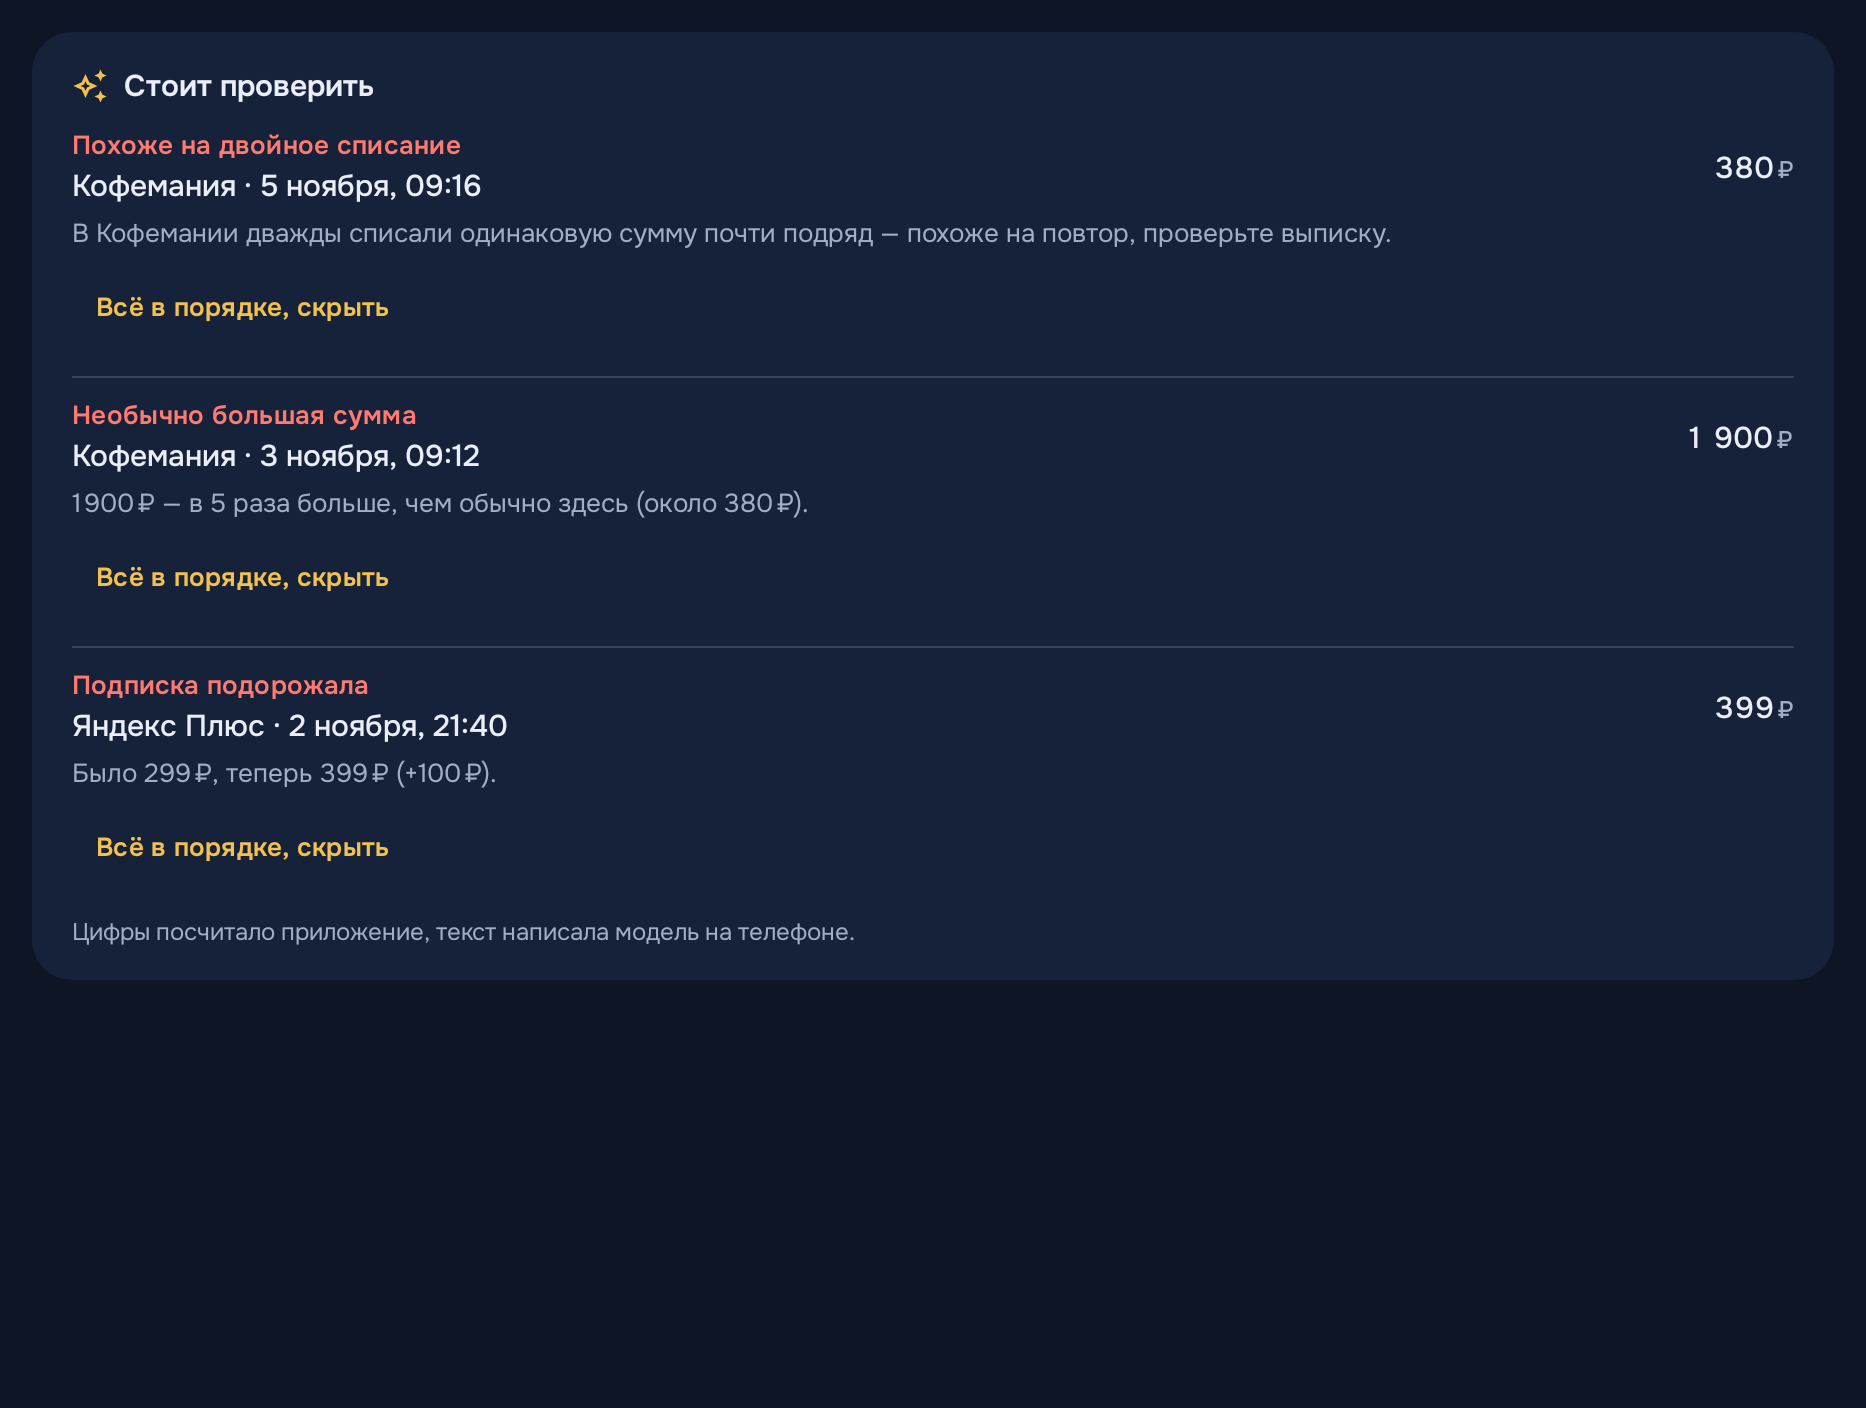 Стоит проверить
Похоже на двойное списание
Кофемания · 5 ноября, 09:16
380 ₽
В Кофемании дважды списали одинаковую сумму почти подряд — похоже на повтор, проверьте выписку.
Всё в порядке, скрыть
Необычно большая сумма
Кофемания · 3 ноября, 09:12
1 900 ₽
1 900 ₽ — в 5 раза больше, чем обычно здесь (около 380 ₽).
Всё в порядке, скрыть
Подписка подорожала
Яндекс Плюс · 2 ноября, 21:40
399 ₽
Было 299 ₽, теперь 399 ₽ (+100 ₽).
Всё в порядке, скрыть
Цифры посчитало приложение, текст написала модель на телефоне.